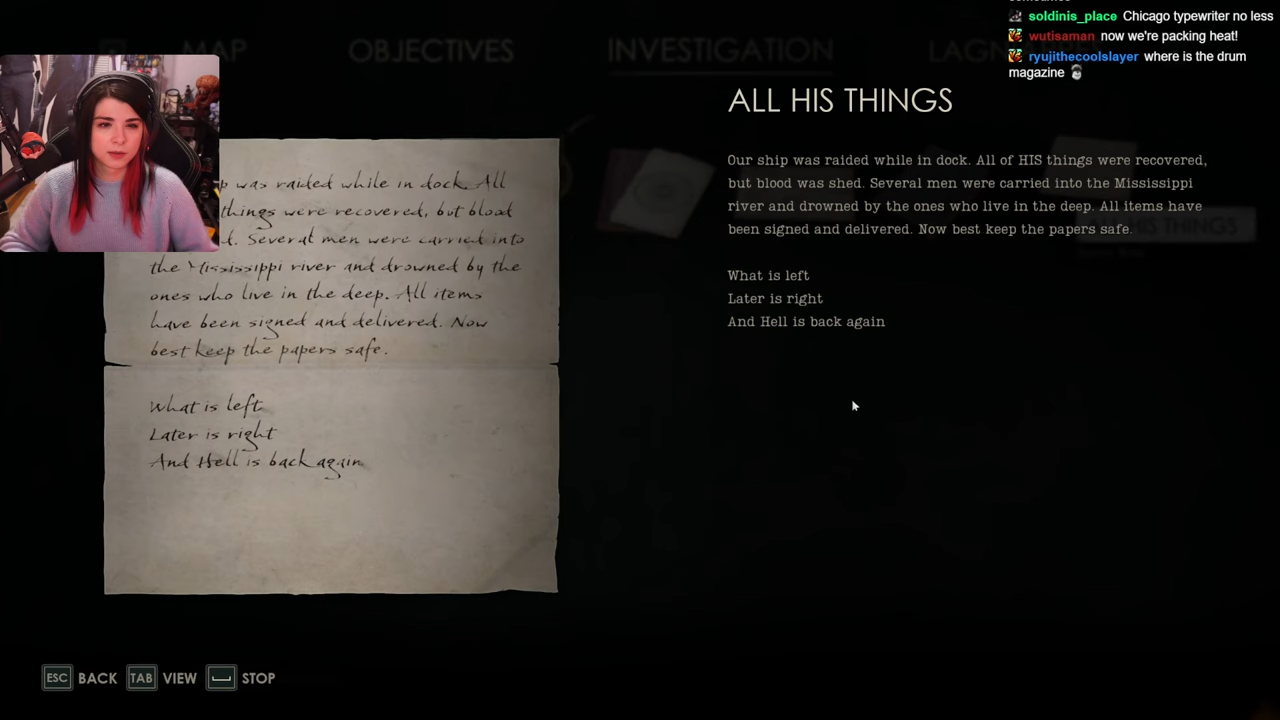 soldinis_place Chicago typewriter no less
wutisaman now we're packing heat!
ryujithecoolslayer where is the drum
magazine
MAP
OBJECTIVES
INVESTIGATION
ALL HIS THINGS
Our ship was raided while in dock. All of HIS things were recovered,
but blood was shed. Several men were carried into the Mississippi
river and drowned by the ones who live in the deep. All items have
been signed and delivered. Now best keep the papers safe.
What is left
Later is right
And Hell is back again
was raided while in dock. All
things were recovered, but blood
Several men were carried into
the Mississippi river and drowned by the
ones who live in the deep. All items
have been signed and delivered. Now
best keep the papers safe.
What is left
Later is right
And Hell is back again
HIS THINGS
ESC BACK TAB VIEW STOP